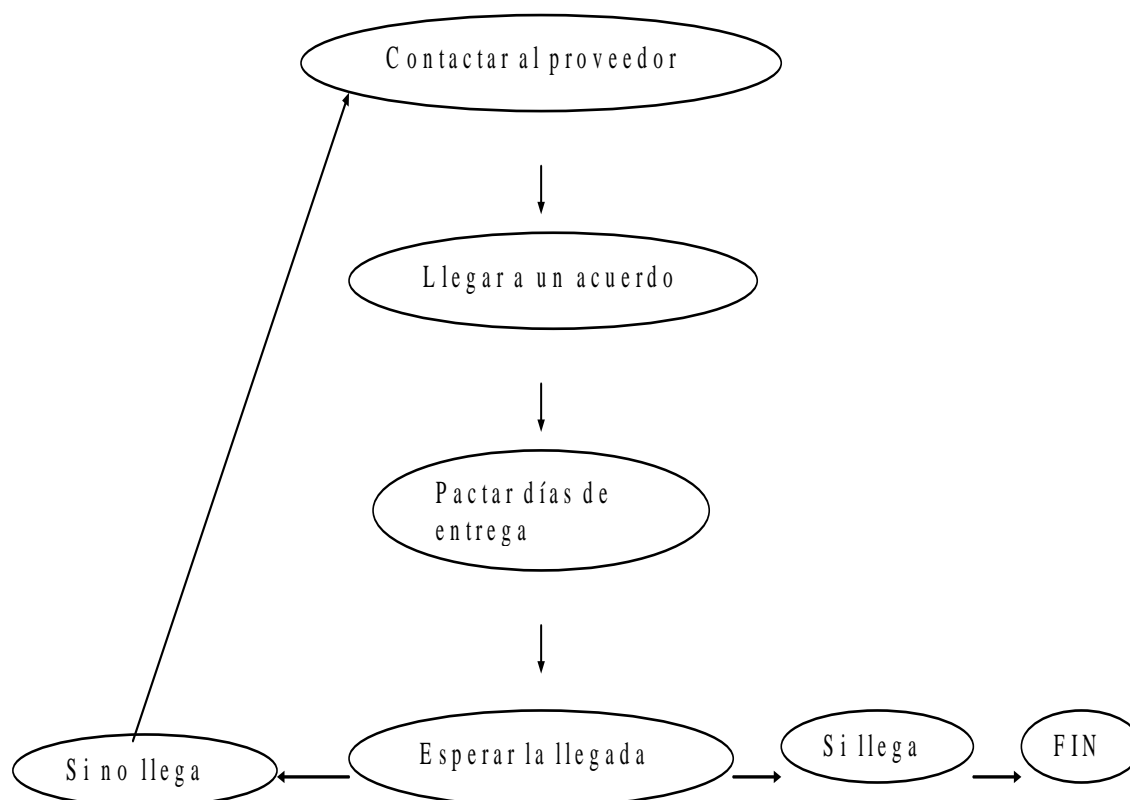 Contactar al proveedor
Llegar a un acuerdo
Pactar días de
entrega
Esperar la llegada
Si no llega
Si llega
FIN